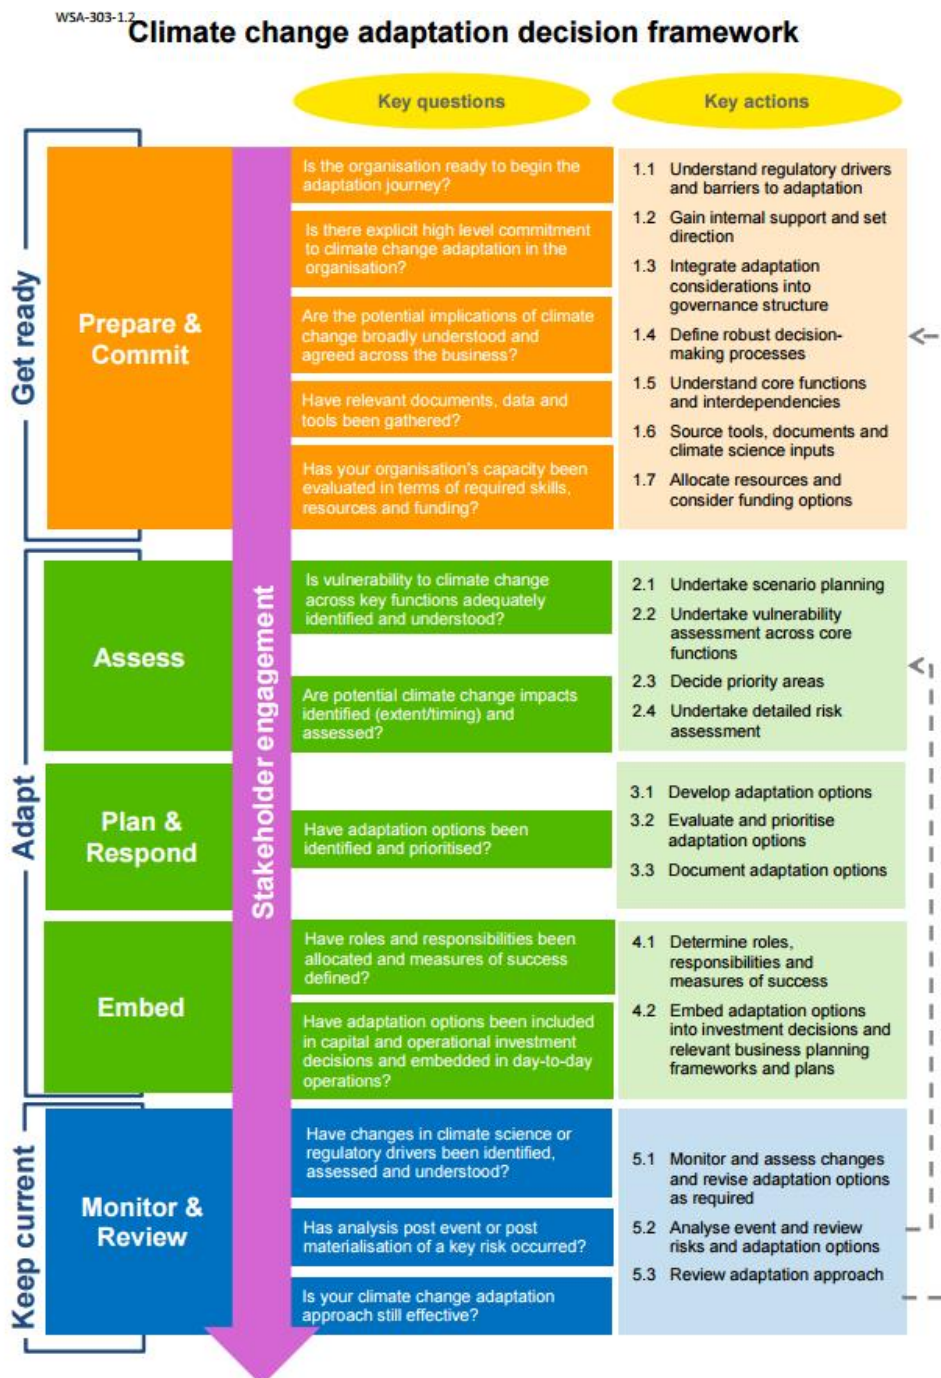 WSA-303-1.2
Climate change adaptation decision framework
Key questions
Key actions
Get ready
Prepare &
Commit
Is the organisation ready to begin the
adaptation journey?
Is there explicit high level commitment
to climate change adaptation in the
organisation?
Are the potential implications of climate
change broadly understood and
agreed across the business?
Have relevant documents, data and
tools been gathered?
Has your organisation's capacity been
evaluated in terms of required skills,
resources and funding?
1.1 Understand regulatory drivers
and barriers to adaptation
1.2 Gain internal support and set
direction
1.3 Integrate adaptation
considerations into
governance structure
1.4 Define robust decision-
making processes
1.5 Understand core functions
and interdependencies
1.6 Source tools, documents and
climate science inputs
1.7 Allocate resources and
consider funding options
Stakeholder engagement
Adapt
Assess
Is vulnerability to climate change
across key functions adequately
identified and understood?
Are potential climate change impacts
identified (extent/timing) and
assessed?
2.1 Undertake scenario planning
2.2 Undertake vulnerability
assessment across core
functions
2.3 Decide priority areas
2.4 Undertake detailed risk
assessment
Plan &
Respond
Have adaptation options been
identified and prioritised?
3.1 Develop adaptation options
3.2 Evaluate and prioritise
adaptation options
3.3 Document adaptation options
Embed
Have roles and responsibilities been
allocated and measures of success
defined?
Have adaptation options been included
in capital and operational investment
decisions and embedded in day-to-day
operations?
4.1 Determine roles,
responsibilities and
measures of success
4.2 Embed adaptation options
into investment decisions and
relevant business planning
frameworks and plans
Keep current
Monitor &
Review
Have changes in climate science or
regulatory drivers been identified,
assessed and understood?
Has analysis post event or post
materialisation of a key risk occurred?
Is your climate change adaptation
approach still effective?
5.1 Monitor and assess changes
and revise adaptation options
as required
5.2 Analyse event and review
risks and adaptation options
5.3 Review adaptation approach